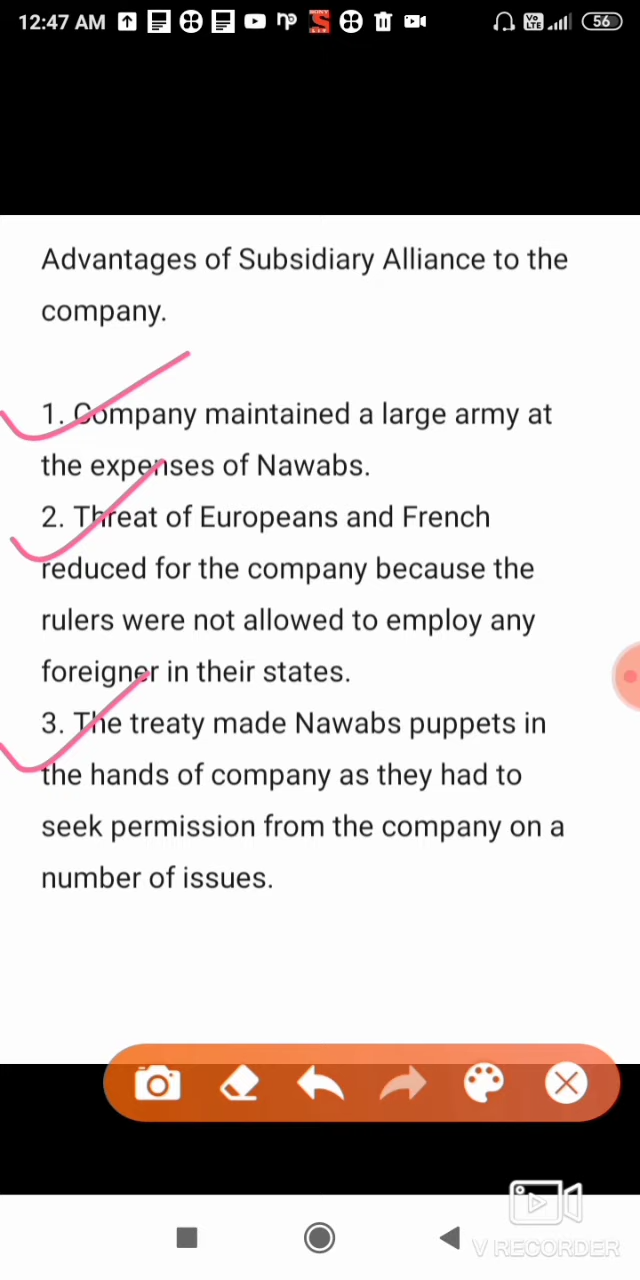 12:47 AM
56
Advantages of Subsidiary Alliance to the
company.
1. Company maintained a large army at
the expenses of Nawabs.
2. Threat of Europeans and French
reduced for the company because the
rulers were not allowed to employ any
foreigner in their states.
3. The treaty made Nawabs puppets in
the hands of company as they had to
seek permission from the company on a
number of issues.
V RECORDER